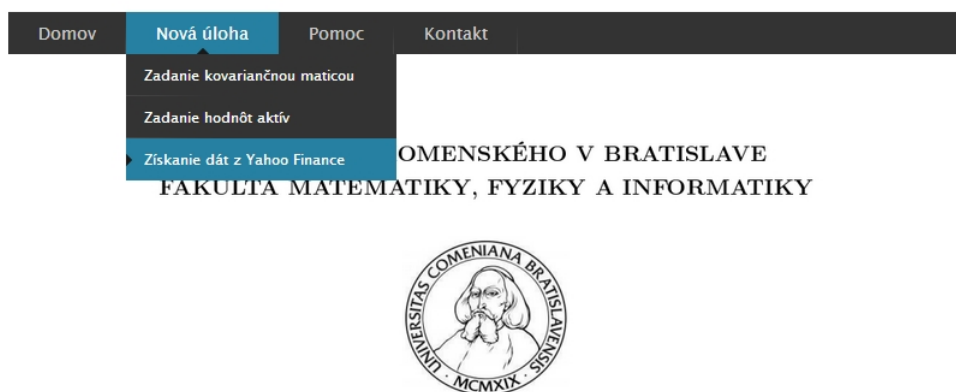 Domov Nová úloha Pomoc Kontakt
Zadanie kovariančnou maticou
Zadanie hodnôt aktív
Získanie dát z Yahoo Finance
OMENSKÉHO V BRATISLAVE
FAKULTA MATEMATIKY, FYZIKY A INFORMATIKY
UNIVERSITAS COMENIANA BRATISLAVENSIS
MCMXIX